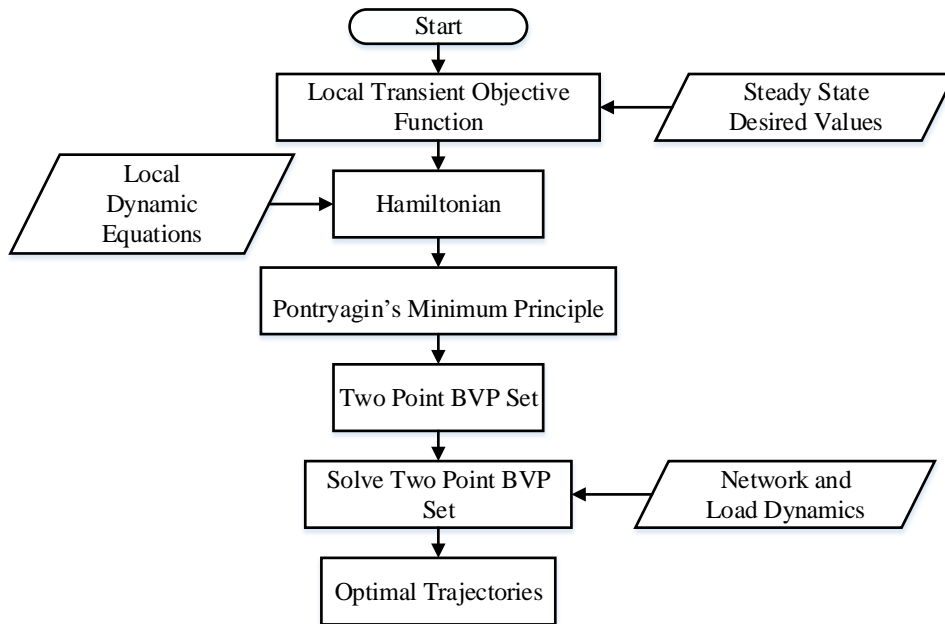 Start
Local Transient Objective
Function
Steady State
Desired Values
Local
Dynamic
Equations
Hamiltonian
Pontryagin’s Minimum Principle
Two Point BVP Set
Solve Two Point BVP
Set
Network and
Load Dynamics
Optimal Trajectories